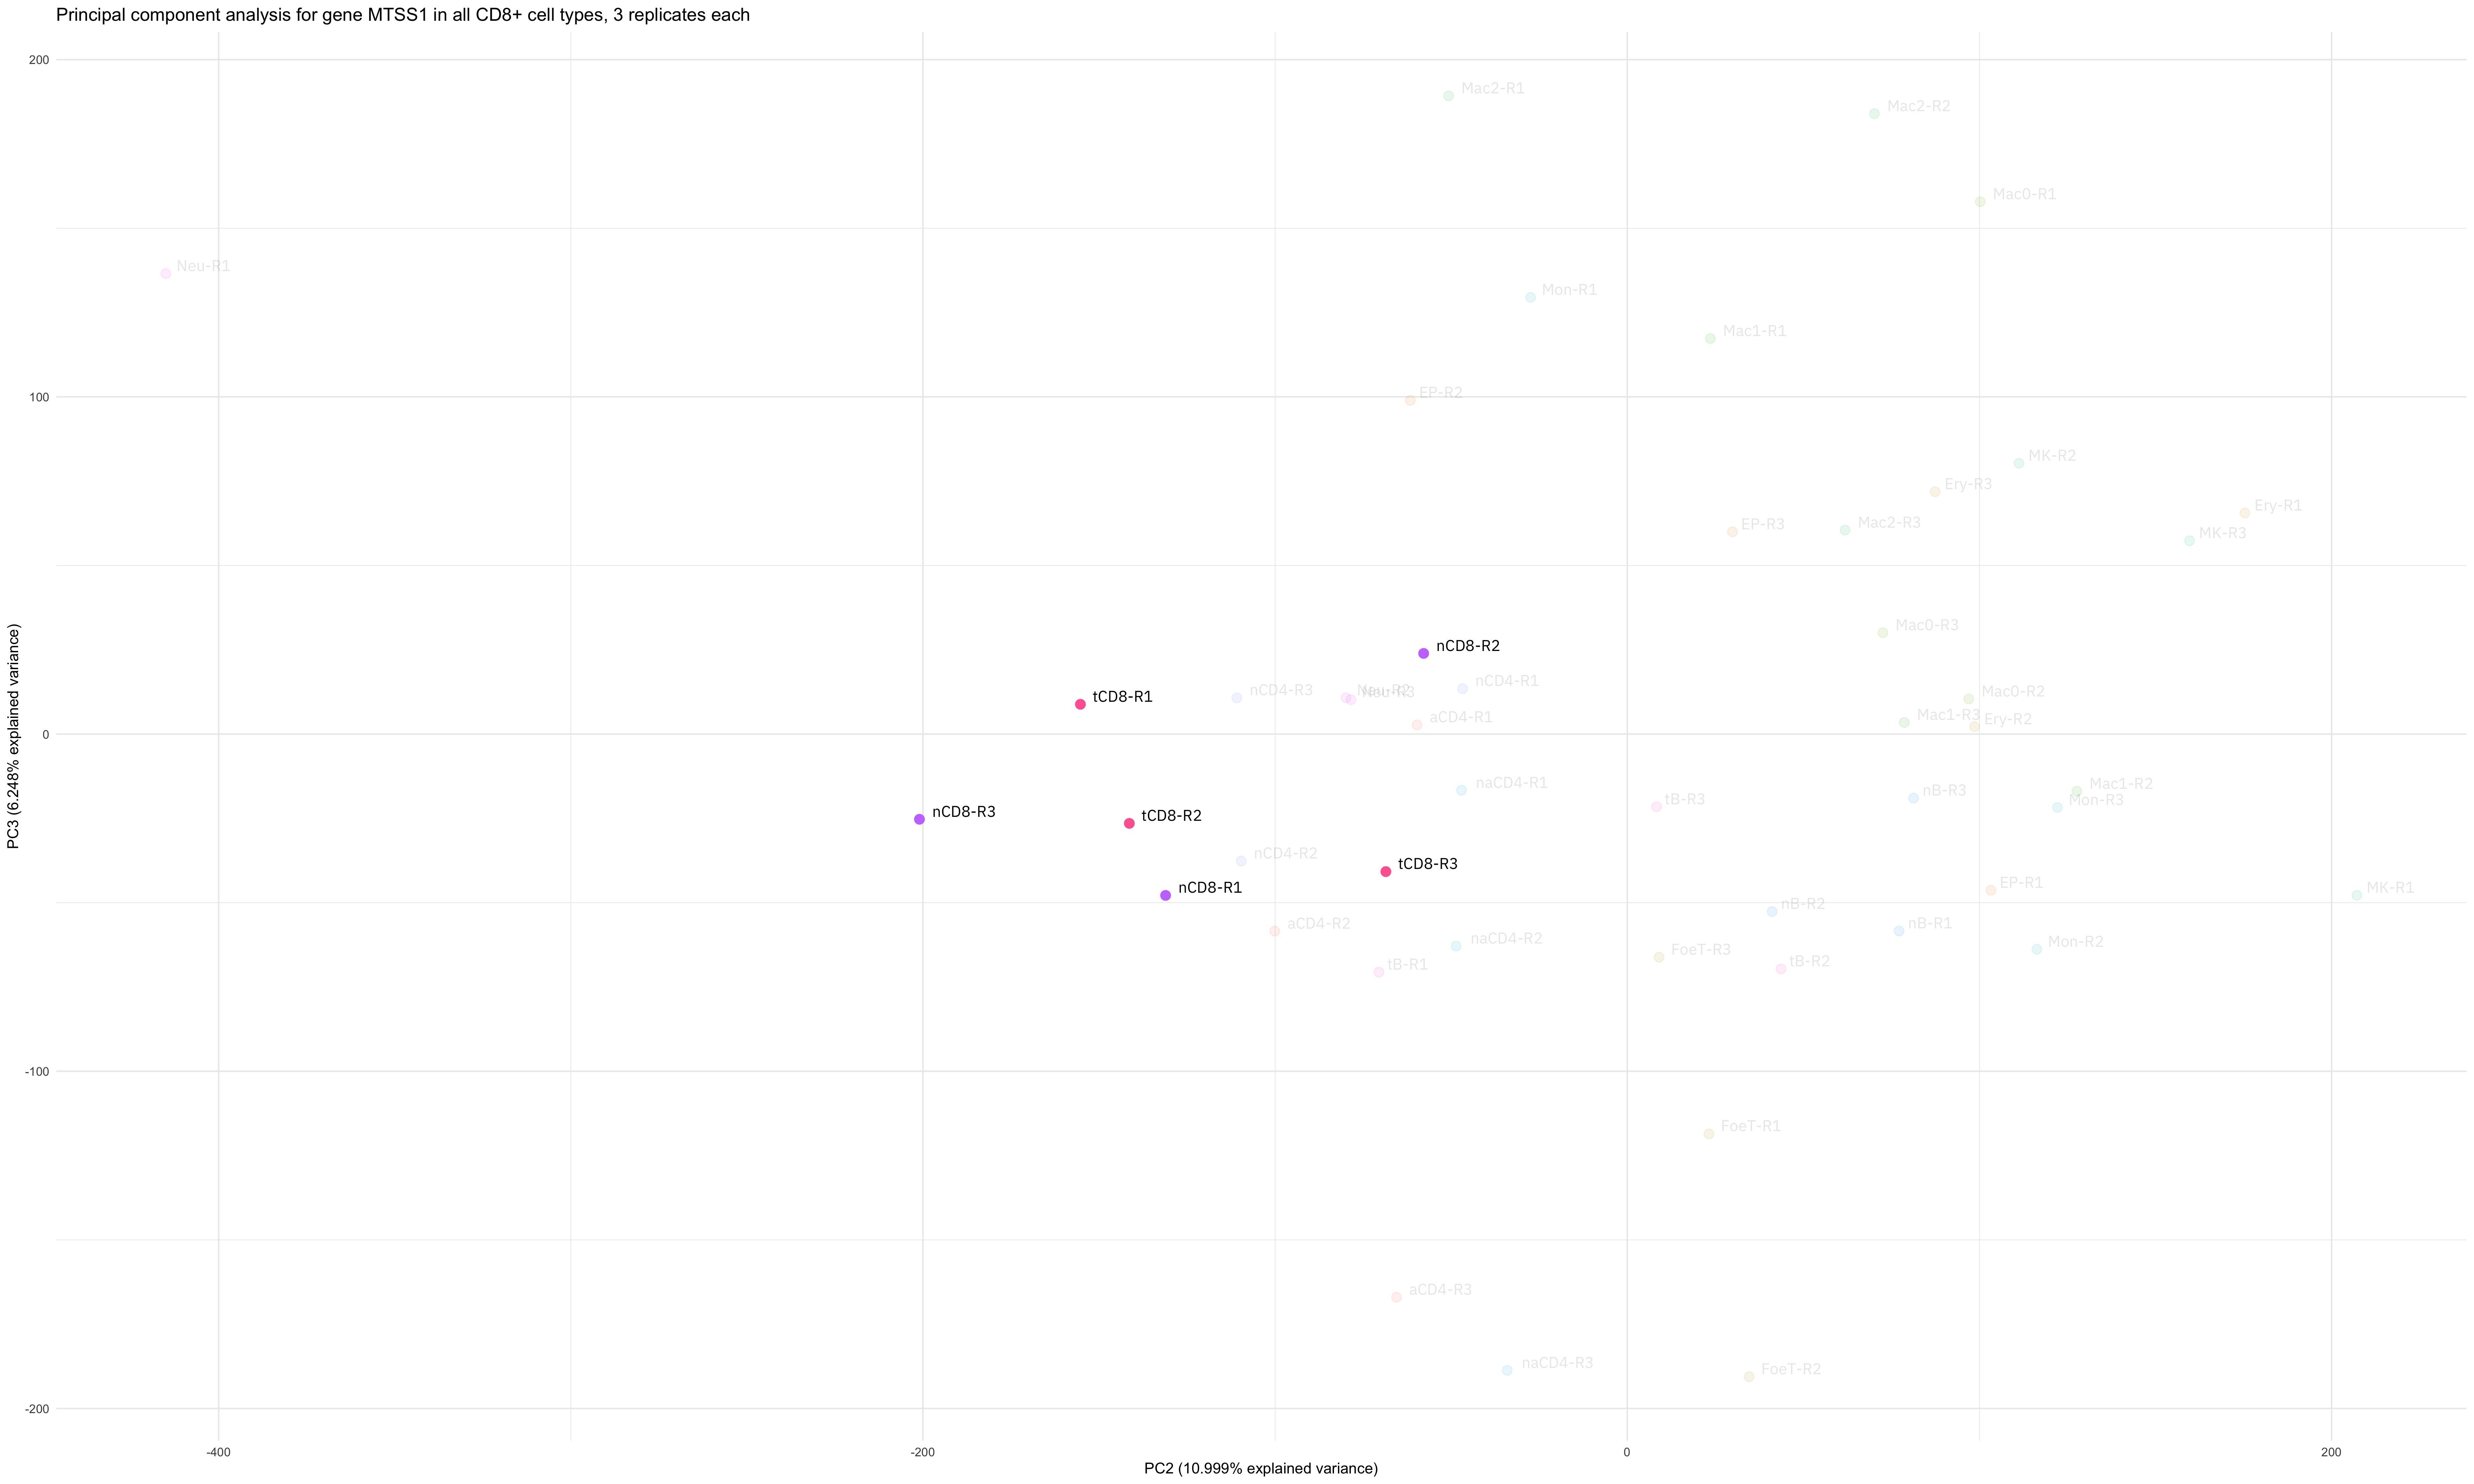 Principal component analysis for gene MTSS1 in all CD8+ cell types, 3 replicates each
200
Mac2-R1
Mac2-R2
Mac0-R1
Neu-R1
Mon-R1
Mac1-R1
100
EP-R2
MK-R2
Ery-R3
Ery-R1
EP-R3
Mac2-R3
MK-R3
Mac0-R3
nCD8-R2
nCD4-R1
tCD8-R1
nCD4-R3
Neu-R2
Neu-R3
Mac0-R2
aCD4-R1
Mac1-R3
Ery-R2
0
naCD4-R1
Mac1-R2
nB-R3
tB-R3
Mon-R3
nCD8-R3
tCD8-R2
nCD4-R2
tCD8-R3
nCD8-R1
EP-R1
MK-R1
nB-R2
aCD4-R2
nB-R1
naCD4-R2
Mon-R2
FoeT-R3
tB-R1
tB-R2
-100
FoeT-R1
aCD4-R3
naCD4-R3
FoeT-R2
-200
-400
-200
0
200
PC2 (10.999% explained variance)
PC3 (6.248% explained variance)